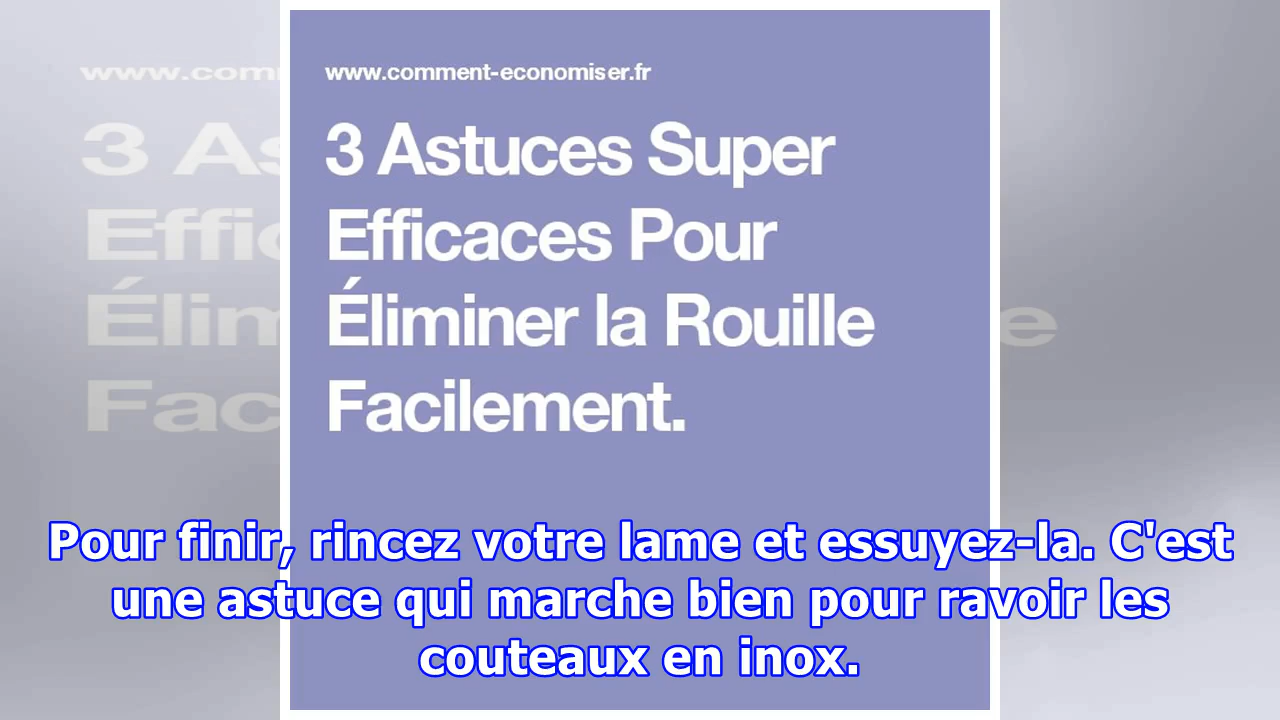 www.comment-economiser.fr
3 Astuces Super
Efficaces Pour
Éliminer la Rouille
Facilement.
Pour finir, rincez votre lame et essuyez-la. C'est
une astuce qui marche bien pour ravoir les
couteaux en inox.